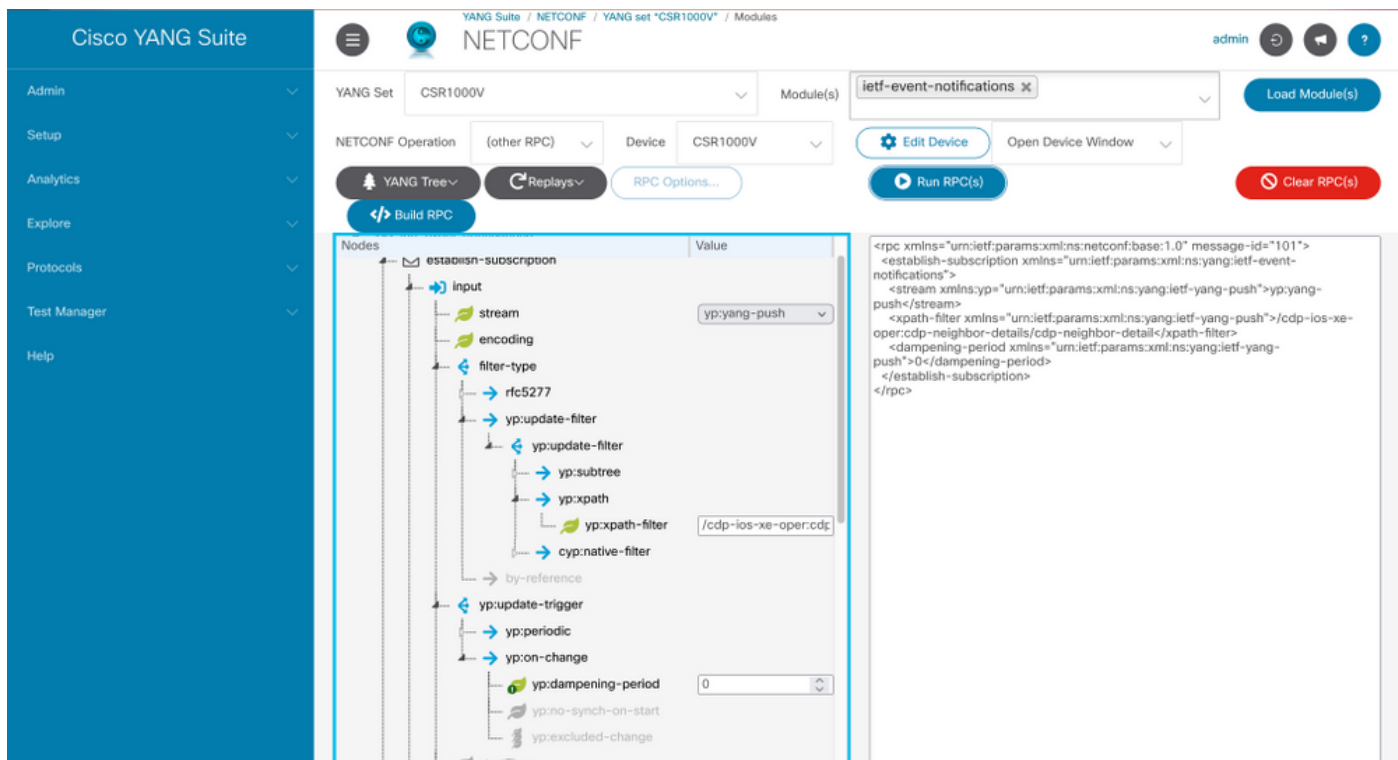 Cisco YANG Suite
YANG Suite / NETCONF / YANG set "CSR1000V" / Modules
NETCONF
admin
?
Admin
Setup
Analytics
Explore
Protocols
Test Manager
Help
YANG Set
CSR1000V
Module(s)
ietf-event-notifications
Load Module(s)
NETCONF Operation
(other RPC)
Device
CSR1000V
Edit Device
Open Device Window
YANG Tree
Replays
RPC Options...
Run RPC(s)
Clear RPC(s)
</> Build RPC
Nodes
Value
establish-subscription
input
stream
yp:yang-push
encoding
filter-type
rfc5277
yp:update-filter
yp:update-filter
yp:subtree
yp:xpath
yp:xpath-filter
/cdp-ios-xe-oper:cdp
cyp:native-filter
by-reference
yp:update-trigger
yp:periodic
yp:on-change
yp:dampening-period
0
yp:no-synch-on-start
yp:excluded-change
<rpc xmlns="urn:ietf:params:xml:ns:netconf:base:1.0" message-id="101">
<establish-subscription xmlns="urn:ietf:params:xml:ns:yang:ietf-event-
notifications">
<stream xmlns:yp="urn:ietf:params:xml:ns:yang:ietf-yang-push">yp:yang-
push</stream>
<xpath-filter xmlns="urn:ietf:params:xml:ns:yang:ietf-yang-push">/cdp-ios-xe-
oper:cdp-neighbor-details/cdp-neighbor-detail</xpath-filter>
<dampening-period xmlns="urn:ietf:params:xml:ns:yang:ietf-yang-
push">0</dampening-period>
</establish-subscription>
</rpc>